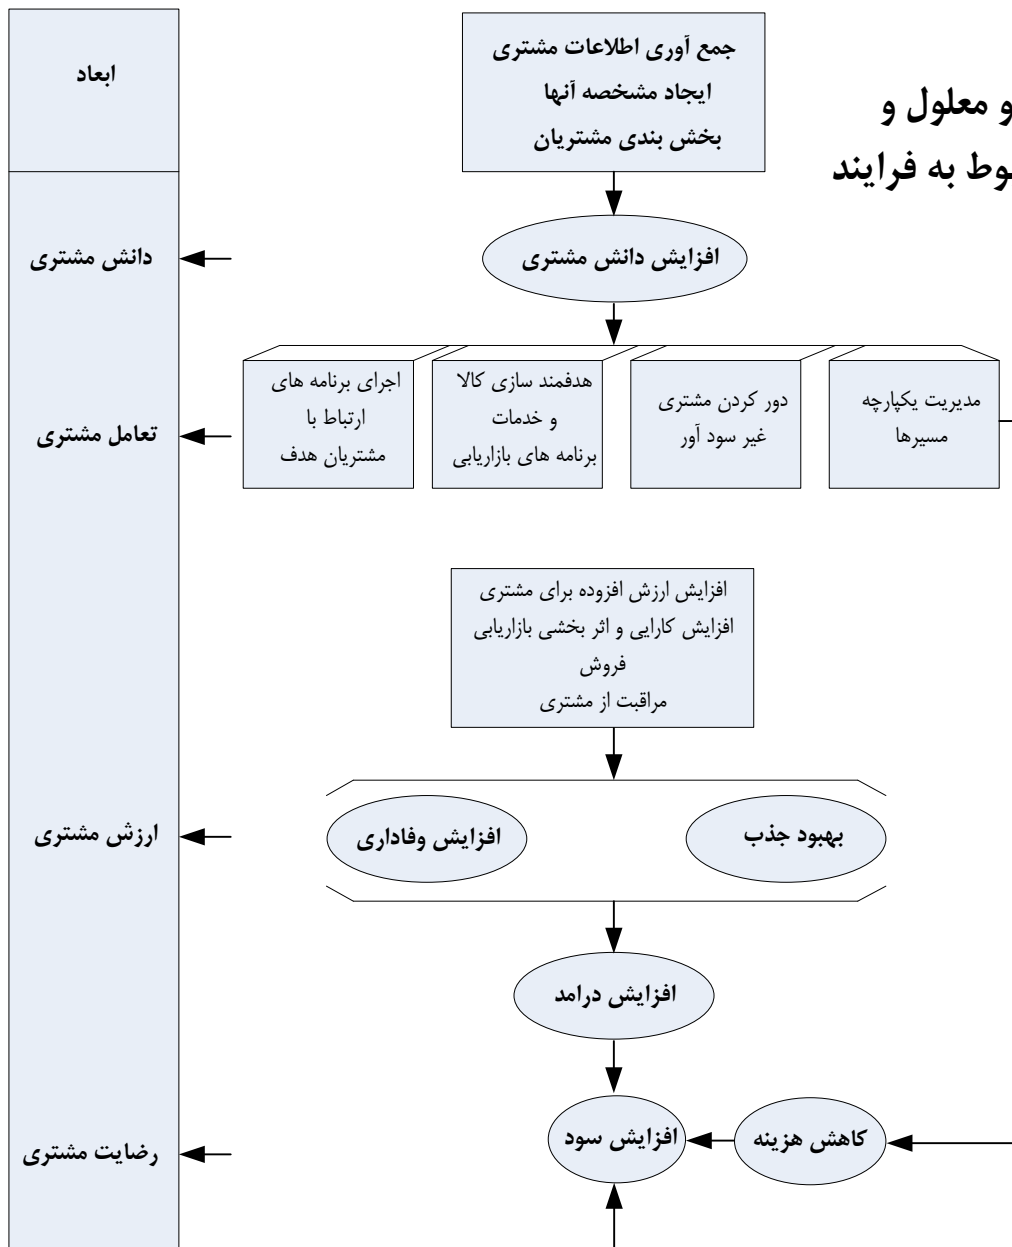 ابعاد
جمع آوری اطلاعات مشتری
ایجاد مشخصه آنها
بخش بندی مشتریان
و معلول و
به فرایند
دانش مشتری
افزایش دانش مشتری
تعامل مشتری
مدیریت یکپارچه
مسیرها
دور کردن مشتری
غیر سود آور
هدفمند سازی کالا
و خدمات
برنامه های بازاریابی
اجرای برنامه های
ارتباط با
مشتریان هدف
افزایش ارزش افزوده برای مشتری
افزایش کارایی و اثر بخشی بازاریابی
فروش
مراقبت از مشتری
ارزش مشتری
بهبود جذب
افزایش وفاداری
افزایش درامد
رضایت مشتری
کاهش هزینه
افزایش سود